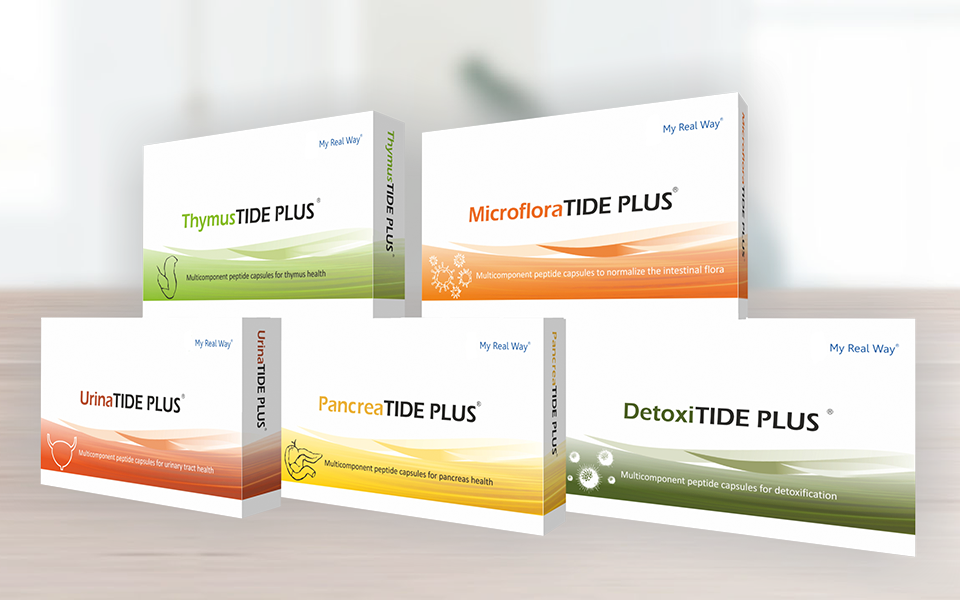 My Real Way®
ThymusTIDE PLUS®
Multicomponent peptide capsules for thymus health
ThymusTIDE PLUS®
My Real Way®
MicrofloraTIDE PLUS®
Multicomponent peptide capsules to normalize the intestinal flora
MicrofloraTIDE PLUS®
My Real Way®
UrinaTIDE PLUS®
Multicomponent peptide capsules for urinary tract health
UrinaTIDE PLUS®
My Real Way®
PancreaTIDE PLUS®
Multicomponent peptide capsules for pancreas health
PancreaTIDE PLUS
My Real Way®
DetoxiTIDE PLUS®
Multicomponent peptide capsules for detoxification